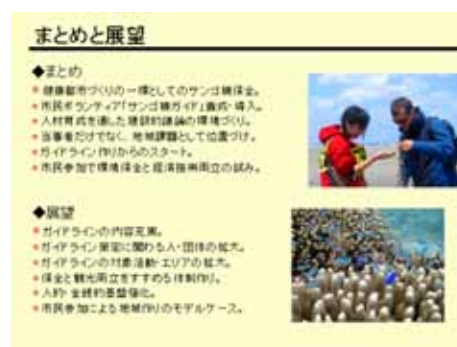 まとめと展望
◆まとめ
健康都市づくりの一環としてのサンゴ礁保全。
市民ボランティア「サンゴ礁ガイド」養成・導入。
人材育成を通した建設的議論の環境づくり。
当事者だけでなく、地域課題として位置づけ。
ガイドライン作りからのスタート。
市民参加で環境保全と経済振興両立の試み。
◆展望
ガイドラインの内容充実。
ガイドライン策定に関わる人・団体の拡大。
ガイドラインの対象活動・エリアの拡大。
保全と観光両立をすすめる体制作り。
人的・金銭的基盤強化。
市民参加による地域作りのモデルケース。